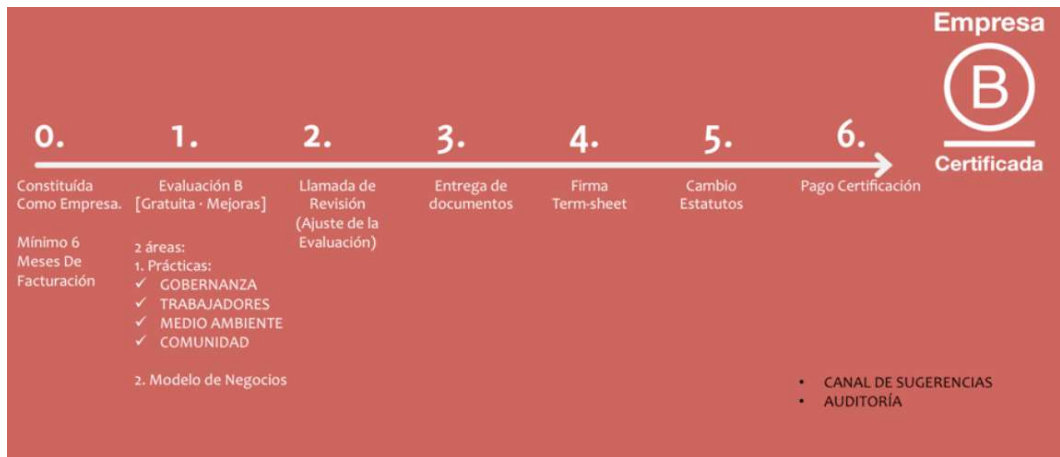 Empresa
B
Certificada
0.
1.
2.
3.
4.
5.
6.
Constituída
Como Empresa.
Mínimo 6
Meses De
Facturación
Evaluación B
[Gratuita · Mejoras]
2 áreas:
1. Prácticas:
✓ GOBERNANZA
✓ TRABAJADORES
✓ MEDIO AMBIENTE
✓ COMUNIDAD
2. Modelo de Negocios
Llamada de
Revisión
(Ajuste de la
Evaluación)
Entrega de
documentos
Firma
Term-sheet
Cambio
Estatutos
Pago Certificación
• CANAL DE SUGERENCIAS
• AUDITORÍA